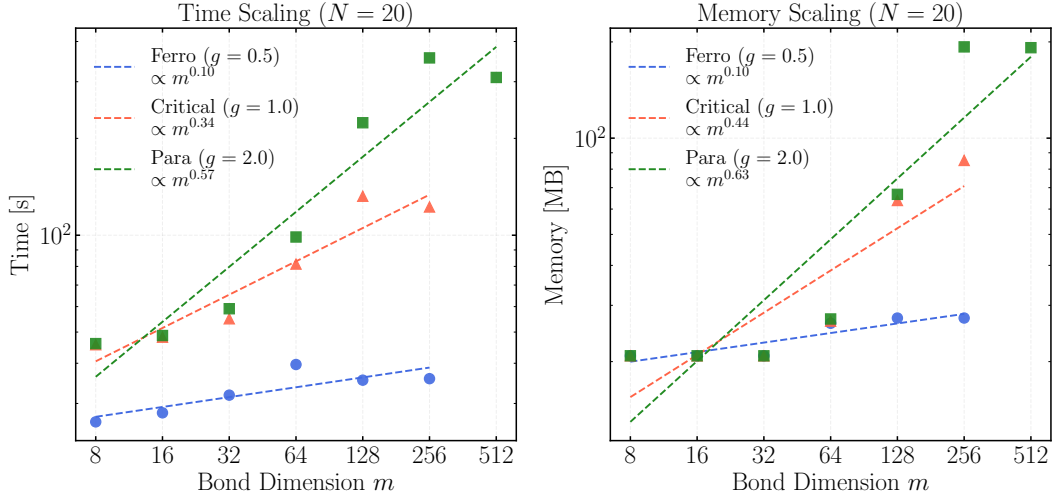 Time Scaling (N = 20)
Ferro (g = 0.5)
∝ m^0.10
Critical (g = 1.0)
∝ m^0.34
Para (g = 2.0)
∝ m^0.57
Time [s]
10^2
8 16 32 64 128 256 512
Bond Dimension m
Memory Scaling (N = 20)
Ferro (g = 0.5)
∝ m^0.10
Critical (g = 1.0)
∝ m^0.44
Para (g = 2.0)
∝ m^0.63
Memory [MB]
10^2
8 16 32 64 128 256 512
Bond Dimension m